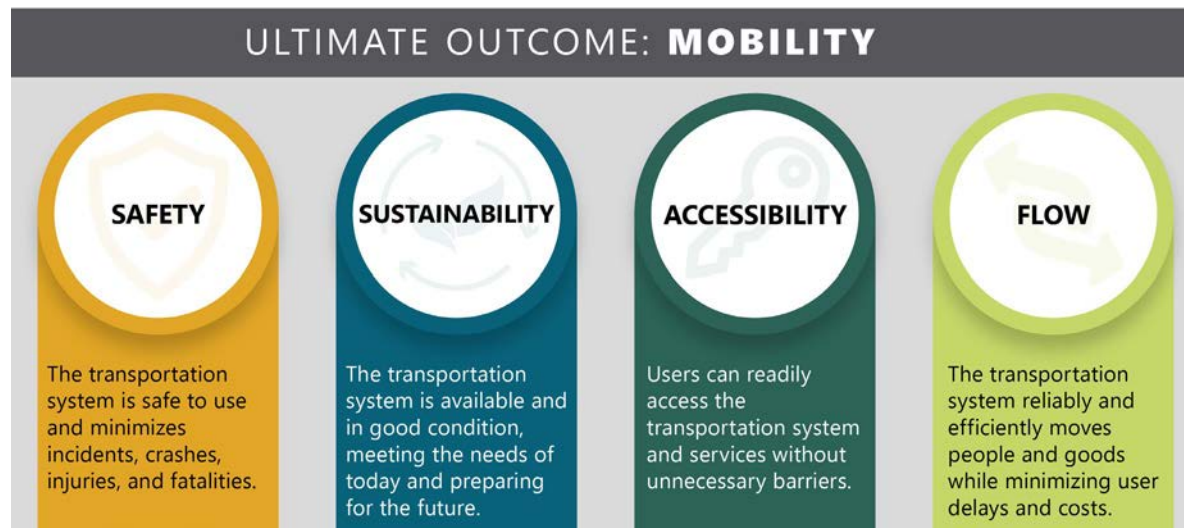 ULTIMATE OUTCOME: MOBILITY
SAFETY
The transportation
system is safe to use
and minimizes
incidents, crashes,
injuries, and fatalities.
SUSTAINABILITY
The transportation
system is available and
in good condition,
meeting the needs of
today and preparing
for the future.
ACCESSIBILITY
Users can readily
access the
transportation system
and services without
unnecessary barriers.
FLOW
The transportation
system reliably and
efficiently moves
people and goods
while minimizing user
delays and costs.